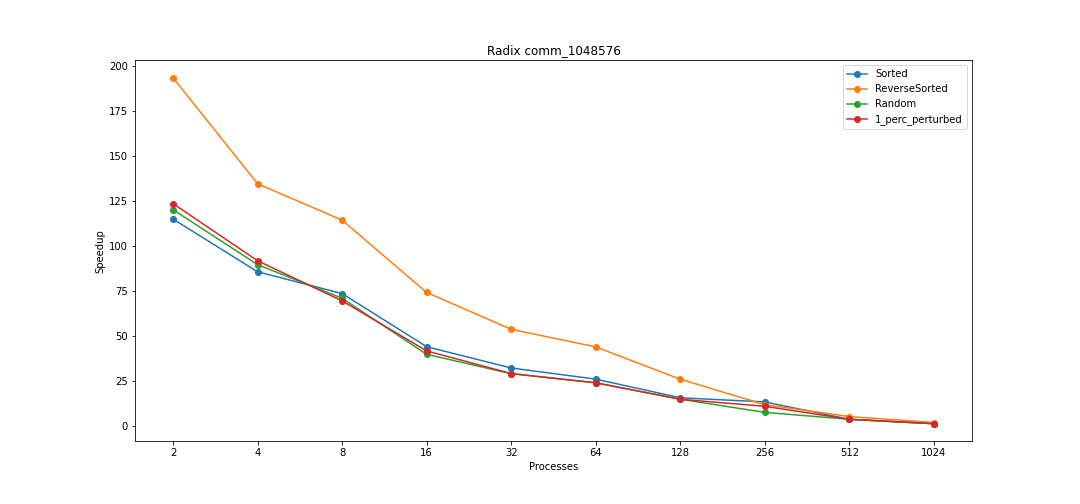 Radix comm_1048576
Sorted
ReverseSorted
Random
1_perc_perturbed
Speedup
200
175
150
125
100
75
50
25
0
2 4 8 16 32 64 128 256 512 1024
Processes